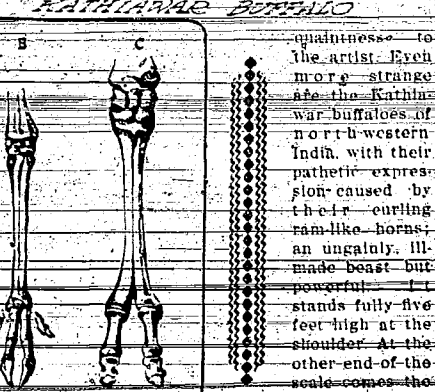 KATHIAWAR BUFFALO
B
C
quaintness to
the artist. Even
more strange
are the Kathia-
war buffaloes of
north-western
India, with their
pathetic expres-
sion caused by
their curling
ram-like horns;
an ungainly, ill-
made beast but
powerful. It
stands fully five
feet high at the
shoulder. At the
other end of the
scale comes the